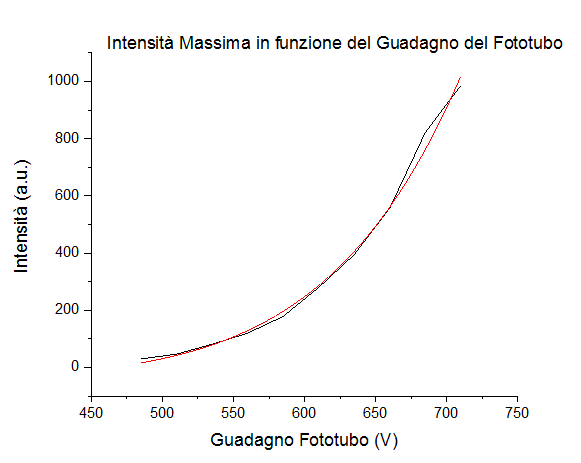 Intensità Massima in funzione del Guadagno del Fototubo
1000
800
600
400
200
0
Intensità (a.u.)
450 500 550 600 650 700 750
Guadagno Fototubo (V)